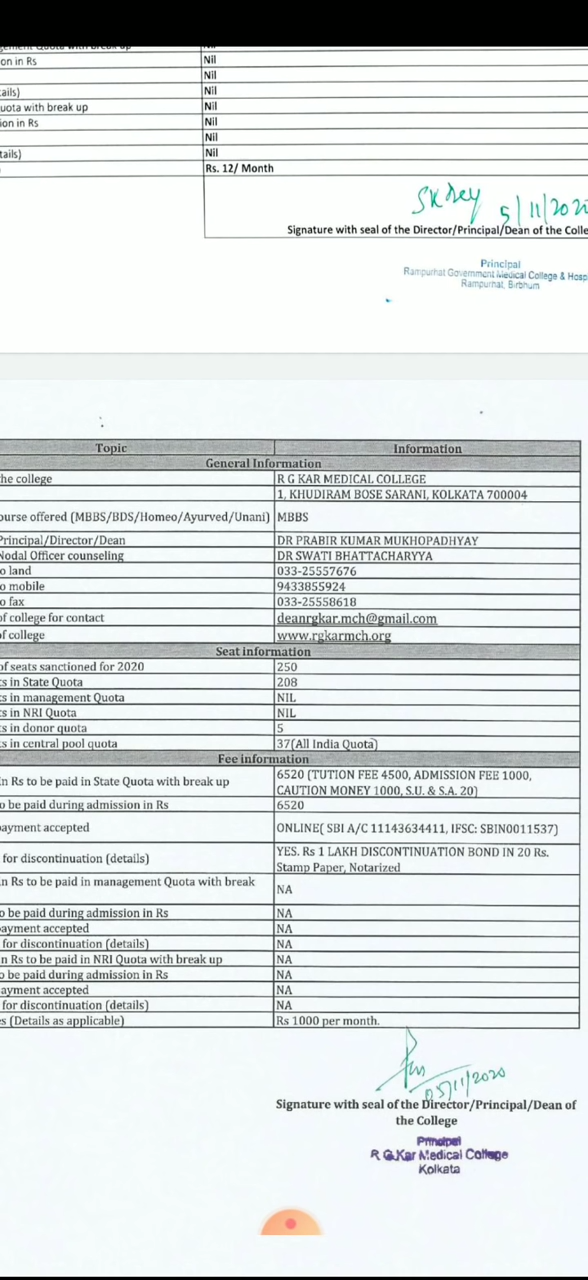 on in Rs Nil
Nil
ails) Nil
uota with break up Nil
ion in Rs Nil
Nil
tails) Nil
Rs. 12/ Month
SKDey 5/11/202
Signature with seal of the Director/Principal/Dean of the Colle
Principal
Rampurhat Government Medical College & Hosp
Rampurhat, Birbhum
Topic Information
General Information
he college R G KAR MEDICAL COLLEGE
1, KHUDIRAM BOSE SARANI, KOLKATA 700004
ourse offered (MBBS/BDS/Homeo/Ayurved/Unani) MBBS
Principal/Director/Dean DR PRABIR KUMAR MUKHOPADHYAY
Nodal Officer counseling DR SWATI BHATTACHARYYA
o land 033-25557676
o mobile 9433855924
o fax 033-25558618
of college for contact deanrgkar.mch@gmail.com
of college www.rgkarmch.org
Seat information
of seats sanctioned for 2020 250
ts in State Quota 208
ts in management Quota NIL
ts in NRI Quota NIL
ts in donor quota 5
ts in central pool quota 37(All India Quota)
Fee information
in Rs to be paid in State Quota with break up 6520 (TUTION FEE 4500, ADMISSION FEE 1000,
CAUTION MONEY 1000, S.U. & S.A. 20)
o be paid during admission in Rs 6520
ayment accepted ONLINE( SBI A/C 11143634411, IFSC: SBIN0011537)
for discontinuation (details) YES. Rs 1 LAKH DISCONTINUATION BOND IN 20 Rs.
Stamp Paper, Notarized
in Rs to be paid in management Quota with break NA
o be paid during admission in Rs NA
ayment accepted NA
for discontinuation (details) NA
n Rs to be paid in NRI Quota with break up NA
o be paid during admission in Rs NA
ayment accepted NA
for discontinuation (details) NA
s (Details as applicable) Rs 1000 per month.
05/11/2020
Signature with seal of the Director/Principal/Dean of
the College
Principal
R G.Kar Medical College
Kolkata